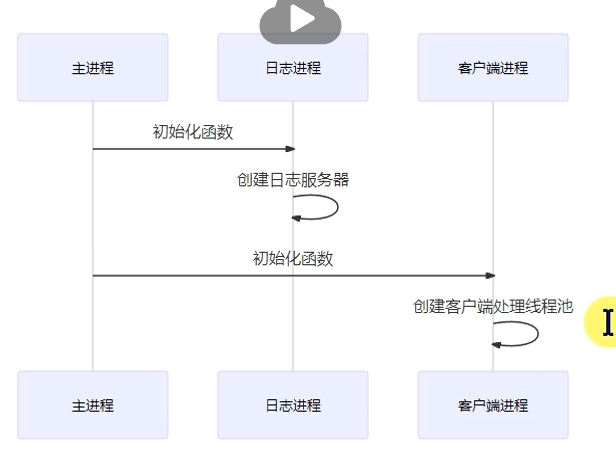 主进程
日志进程
客户端进程
初始化函数
创建日志服务器
初始化函数
创建客户端处理线程池
主进程
日志进程
客户端进程